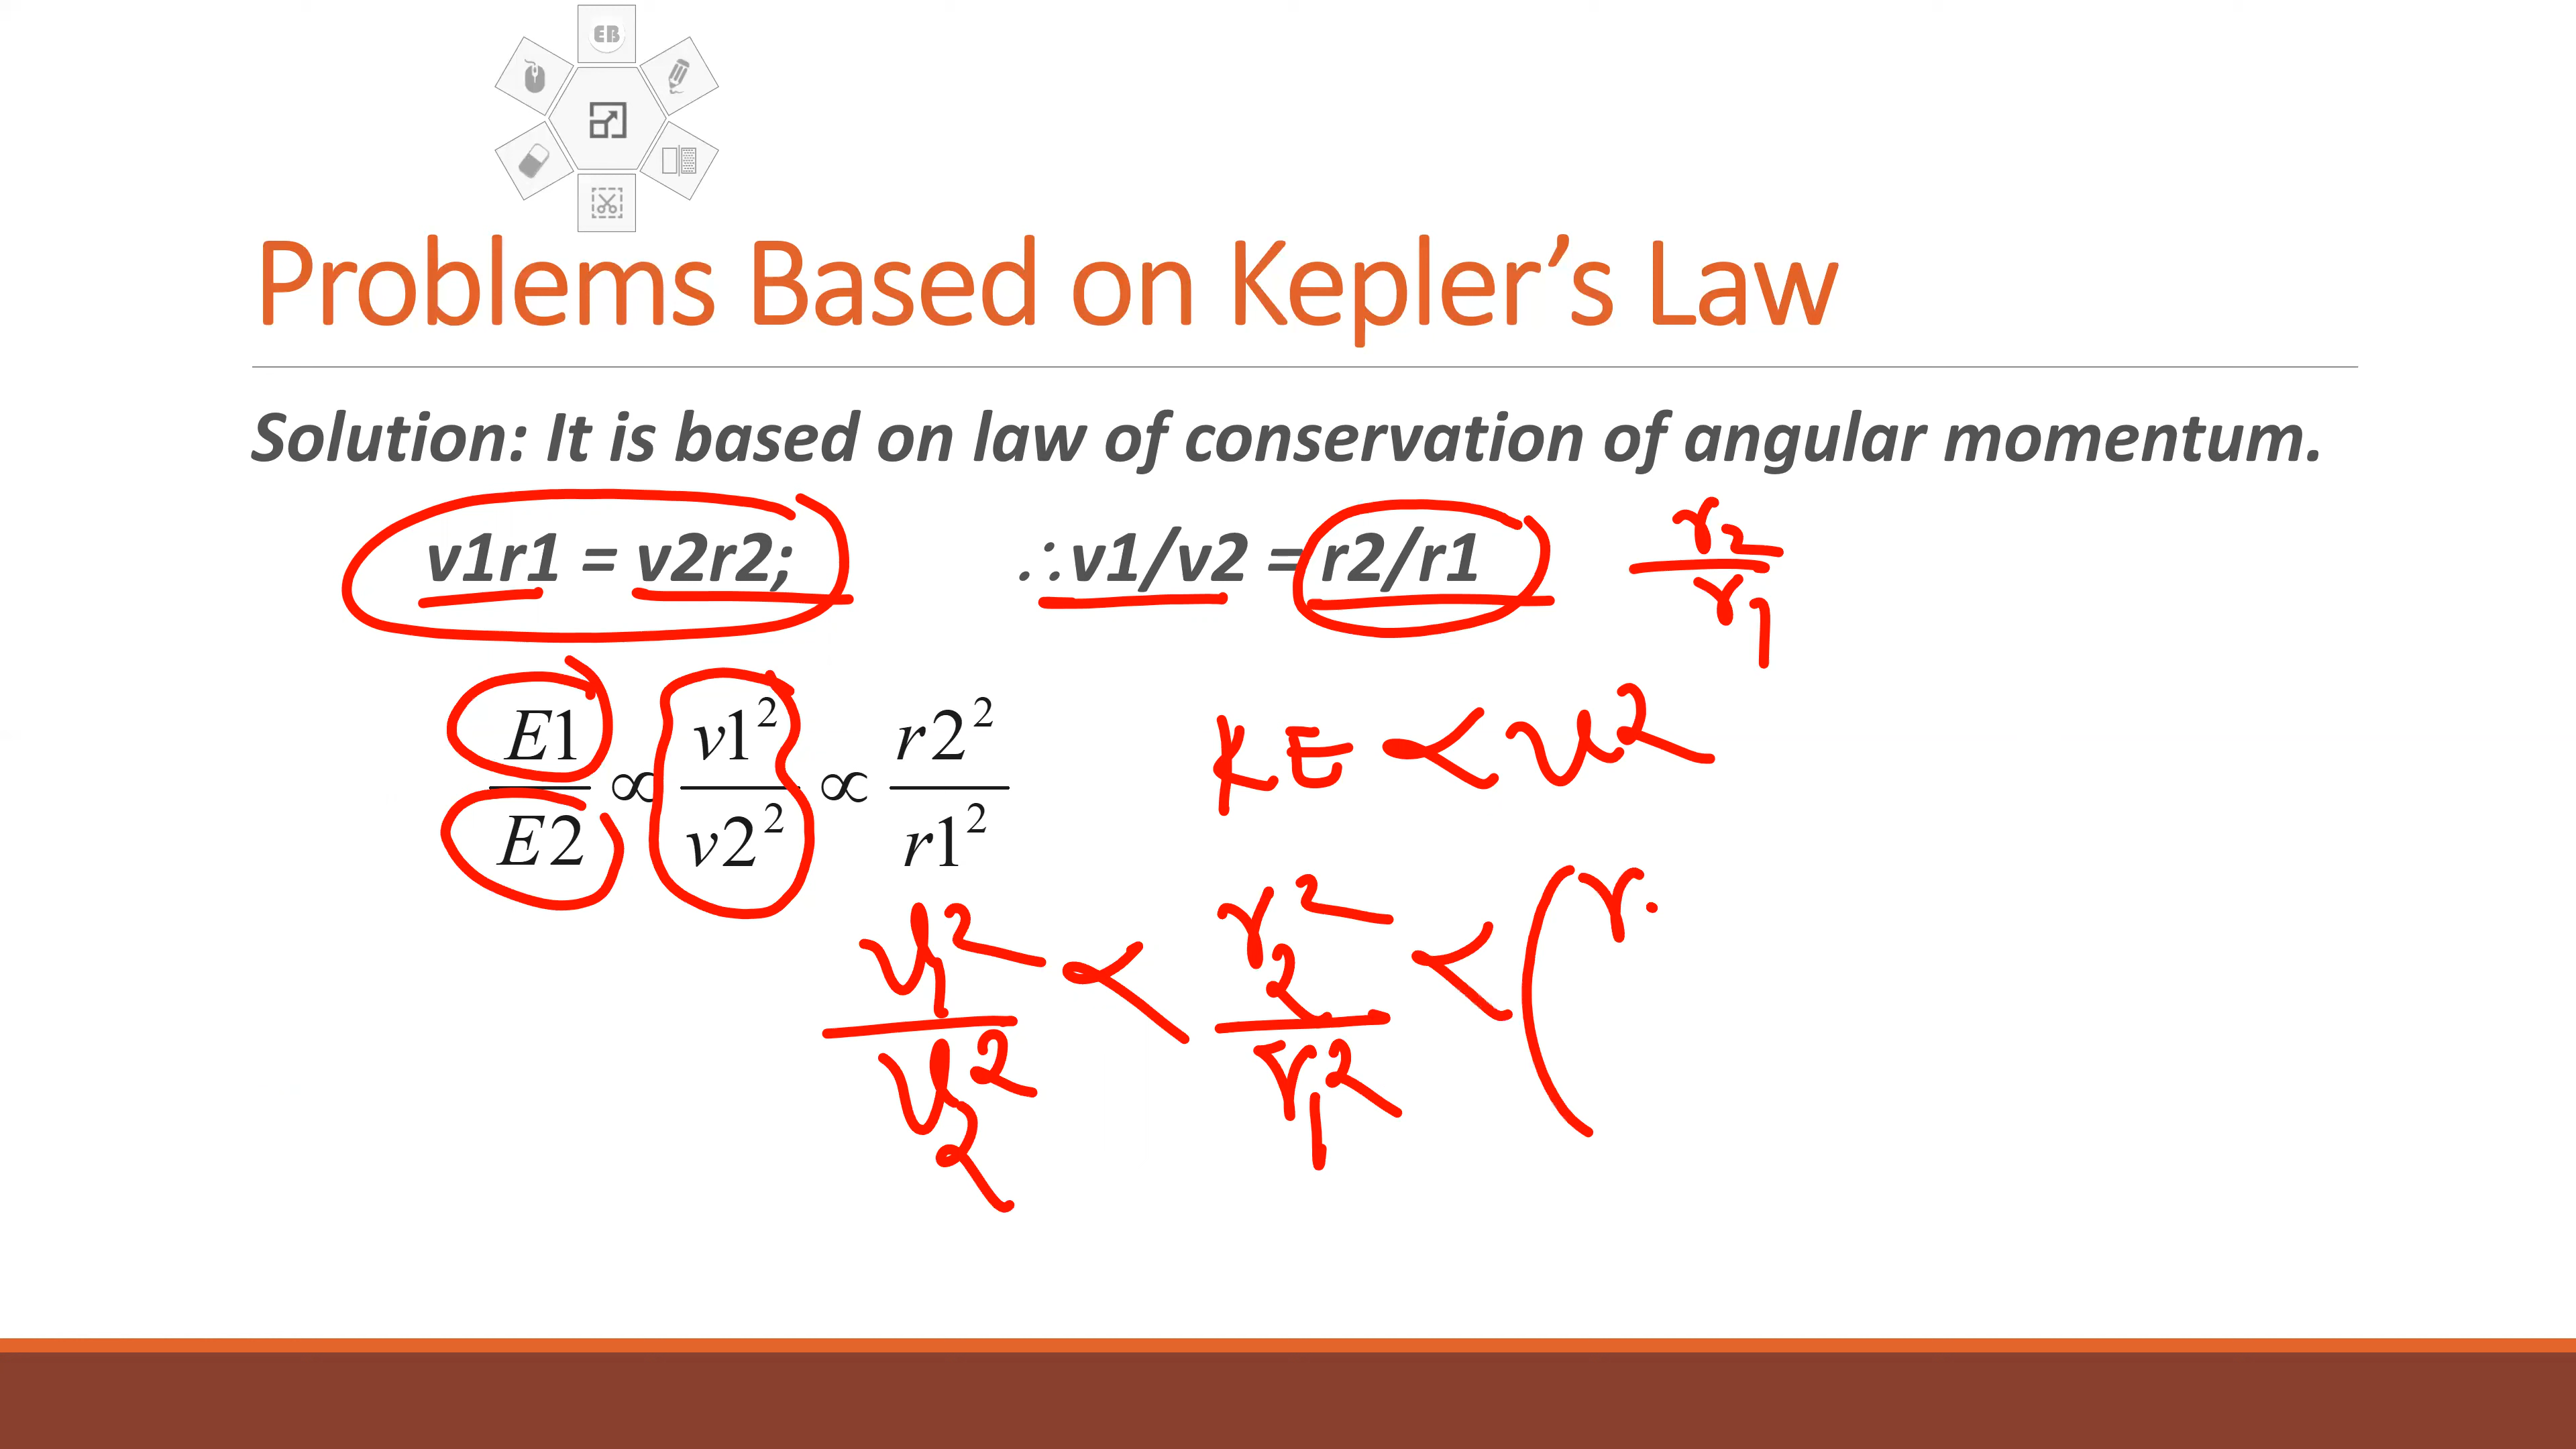 EB
Problems Based on Kepler’s Law
Solution: It is based on law of conservation of angular momentum.
v1r1 = v2r2; ∴v1/v2 = r2/r1 r2/r1
E1/E2 ∝ v1²/v2² ∝ r2²/r1² KE ∝ v²
v1²/v2² ∝ r2²/r1² ∝ (r